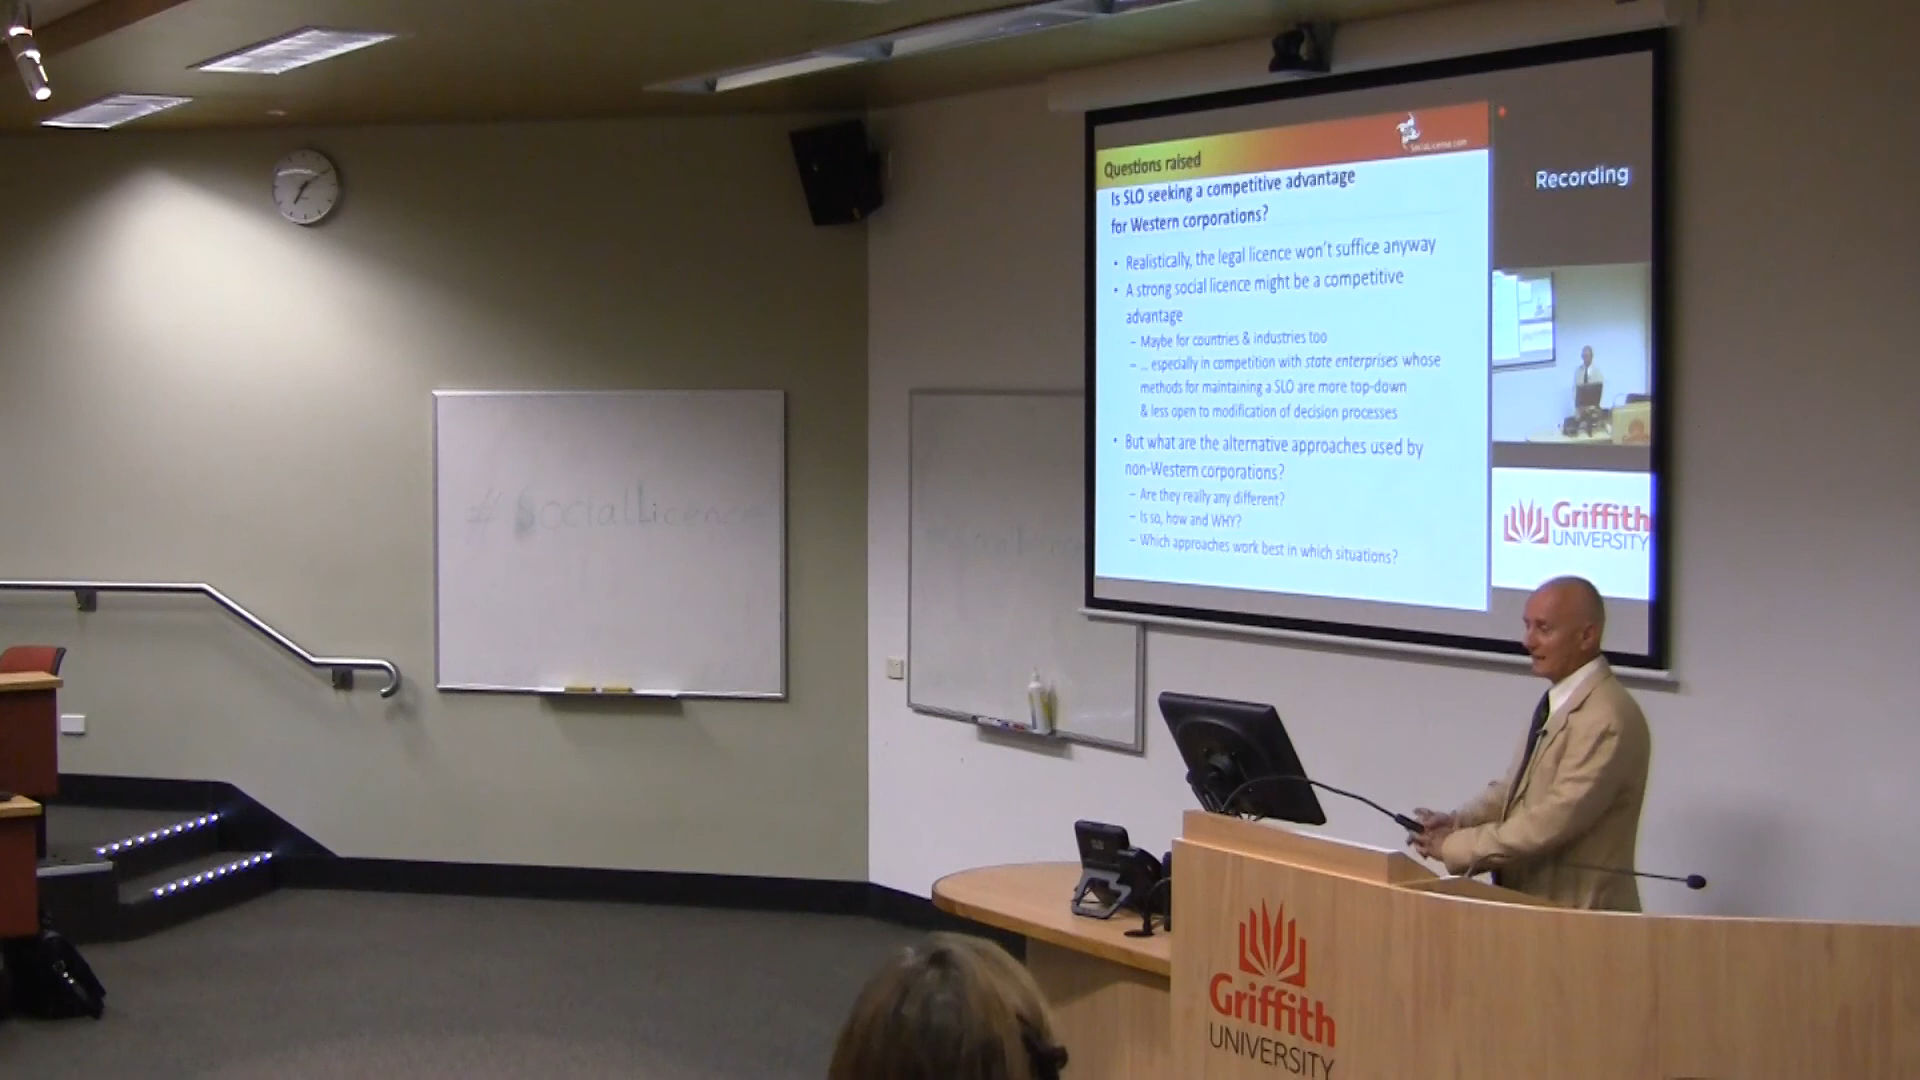 Questions raised
SociaLicense.com
Is SLO seeking a competitive advantage
for Western corporations?
• Realistically, the legal licence won't suffice anyway
• A strong social licence might be a competitive
advantage
– Maybe for countries & industries too
– ... especially in competition with state enterprises whose
methods for maintaining a SLO are more top-down
& less open to modification of decision processes
• But what are the alternative approaches used by
non-Western corporations?
– Are they really any different?
– Is so, how and WHY?
– Which approaches work best in which situations?
Recording
Griffith
UNIVERSITY
#SocialLicence
Griffith
UNIVERSITY